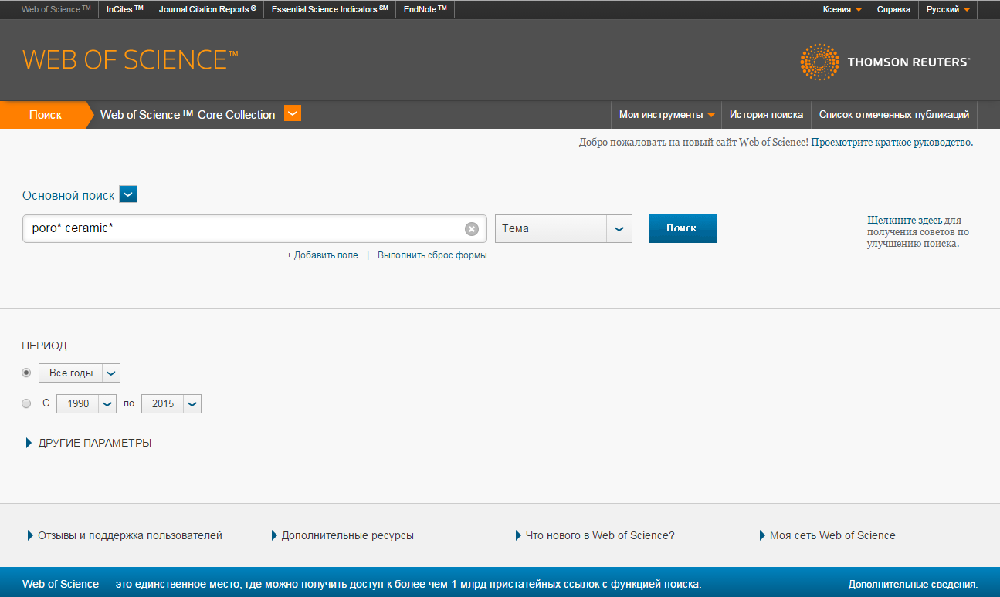 Web of Science™ InCites™ Journal Citation Reports® Essential Science Indicators℠ EndNote™ Ксения Справка Русский
WEB OF SCIENCE™
THOMSON REUTERS™
Поиск Web of Science™ Core Collection Мои инструменты История поиска Список отмеченных публикаций
Добро пожаловать на новый сайт Web of Science! Просмотрите краткое руководство.
Основной поиск
poro* ceramic* Тема Поиск
Щелкните здесь для
получения советов по
улучшению поиска.
+ Добавить поле | Выполнить сброс формы
ПЕРИОД
Все годы
С 1990 по 2015
ДРУГИЕ ПАРАМЕТРЫ
Отзывы и поддержка пользователей Дополнительные ресурсы Что нового в Web of Science? Моя сеть Web of Science
Web of Science — это единственное место, где можно получить доступ к более чем 1 млрд пристатейных ссылок с функцией поиска. Дополнительные сведения.